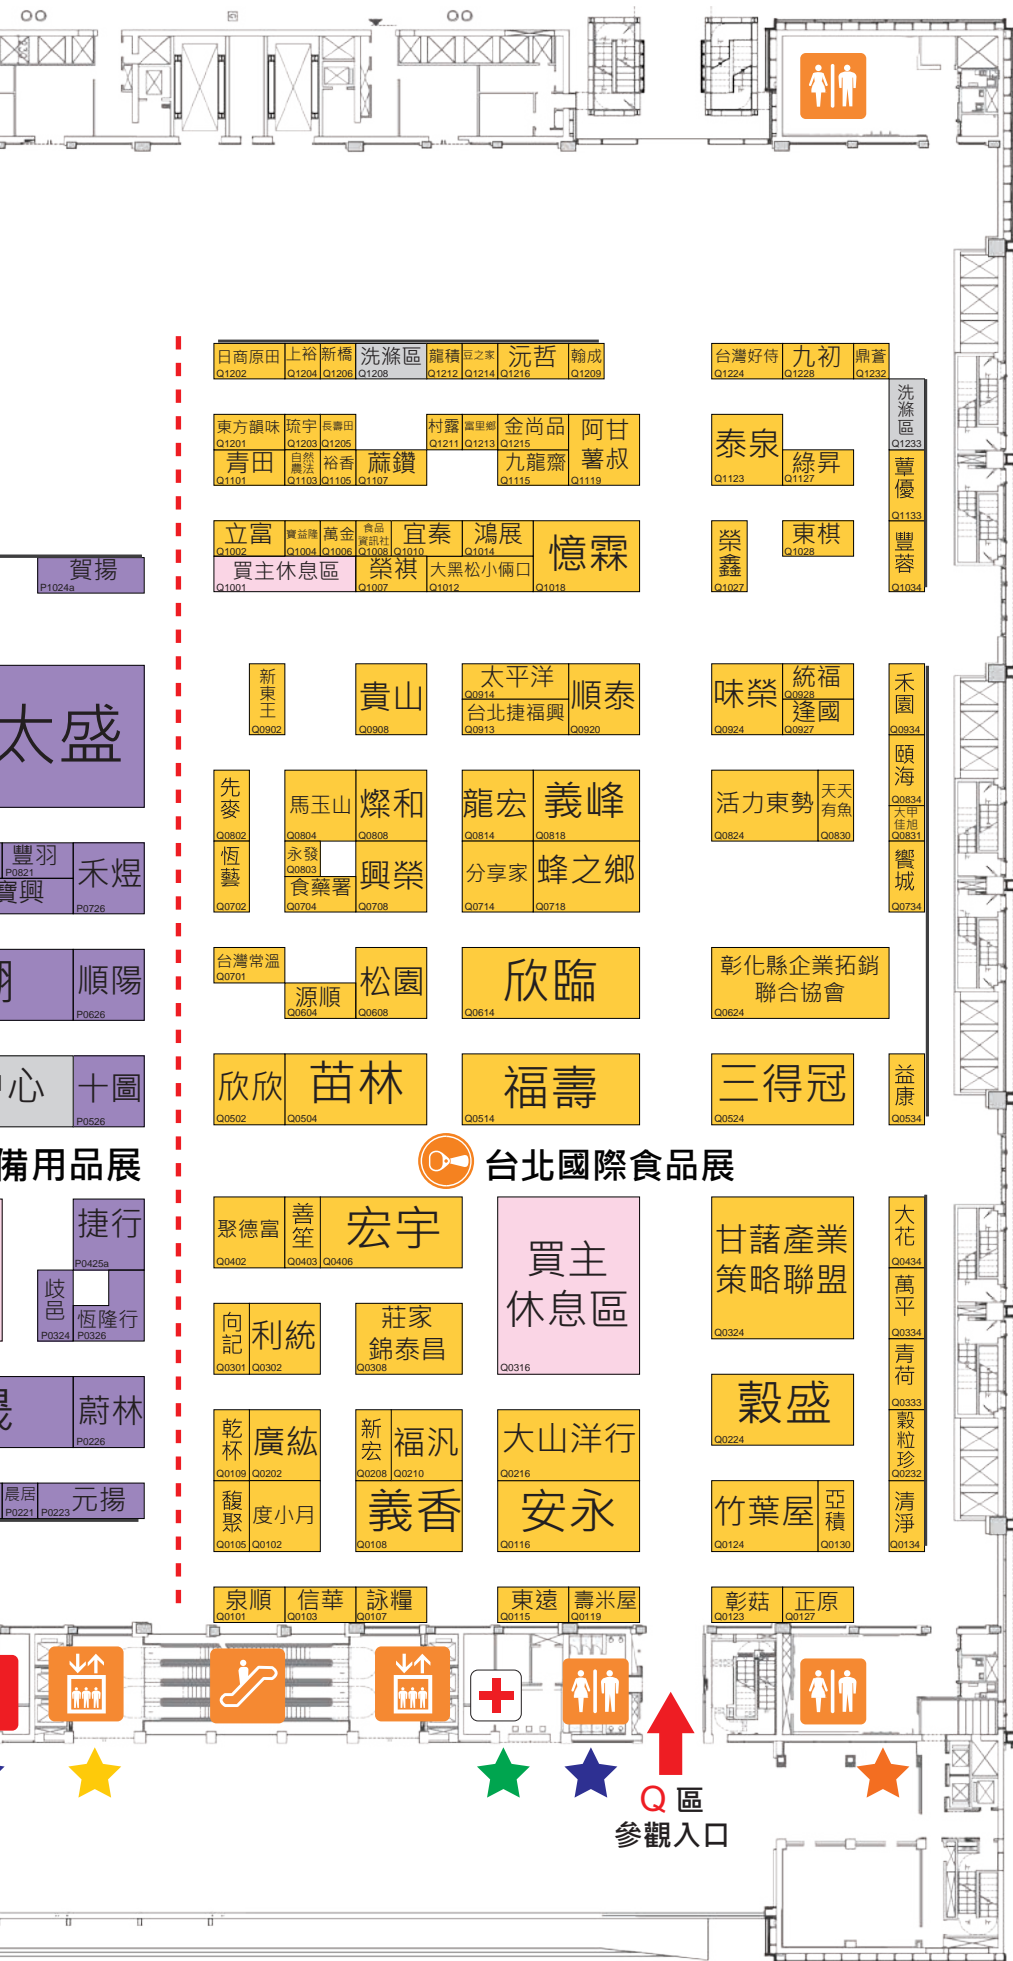 日商原田
Q1202
上裕
Q1204
新橋
Q1206
洗滌區
Q1208
龍積
Q1212
豆之家
Q1214
沅哲
Q1216
翰成
Q1209
台灣好侍
Q1224
九初
Q1228
鼎蒼
Q1232
洗滌區
Q1233
東方韻味
Q1201
琉宇
Q1203
長壽田
Q1205
村露
Q1211
富里鄉
Q1213
金尚品
Q1215
阿甘
薯叔
Q1119
青田
Q1101
自然
農法
Q1103
裕香
Q1105
蔴鑽
Q1107
九龍齋
Q1115
泰泉
Q1123
綠昇
Q1127
蕈優
Q1133
立富
Q1002
寶益隆
Q1004
萬金
Q1006
食品
資訊社
Q1008
宜秦
Q1010
鴻展
Q1014
憶霖
Q1018
買主休息區
Q1001
榮祺
Q1007
大黑松小倆口
Q1012
榮鑫
Q1027
東棋
Q1028
豐蓉
Q1034
賀揚
P1024a
新東王
Q0902
貴山
Q0908
太平洋
Q0914
台北捷福興
Q0913
順泰
Q0920
味榮
Q0924
統福
Q0928
逢國
Q0927
禾園
Q0934
太盛
先麥
Q0802
馬玉山
Q0804
燦和
Q0808
龍宏
Q0814
義峰
Q0818
活力東勢
Q0824
天天
有魚
Q0830
頤海
Q0834
大甲
佳旭
Q0831
豐羽
P0821
寶興
禾煜
P0726
恆藝
Q0702
永發
Q0803
食藥署
Q0704
興榮
Q0708
分享家
Q0714
蜂之鄉
Q0718
饗城
Q0734
順陽
P0626
台灣常溫
Q0701
源順
Q0604
松園
Q0608
欣臨
Q0614
彰化縣企業拓銷
聯合協會
Q0624
心
十圖
P0526
欣欣
Q0502
苗林
Q0504
福壽
Q0514
三得冠
Q0524
益康
Q0534
備用品展
台北國際食品展
捷行
P0425a
歧邑
P0324
恆隆行
P0326
聚德富
Q0402
善笙
Q0403
宏宇
Q0406
買主
休息區
Q0316
甘藷產業
策略聯盟
Q0324
大花
Q0434
萬平
Q0334
向記
Q0301
利統
Q0302
莊家
錦泰昌
Q0308
青荷
Q0333
蔚林
P0226
乾杯
Q0109
廣紘
Q0202
新宏
Q0208
福汎
Q0210
大山洋行
Q0216
穀盛
Q0224
穀粒珍
Q0232
晨居
P0221
元揚
P0223
馥聚
Q0105
度小月
Q0102
義香
Q0108
安永
Q0116
竹葉屋
Q0124
亞積
Q0130
清淨
Q0134
泉順
Q0101
信華
Q0103
詠糧
Q0107
東遠
Q0115
壽米屋
Q0119
彰菇
Q0123
正原
Q0127
Q 區
參觀入口